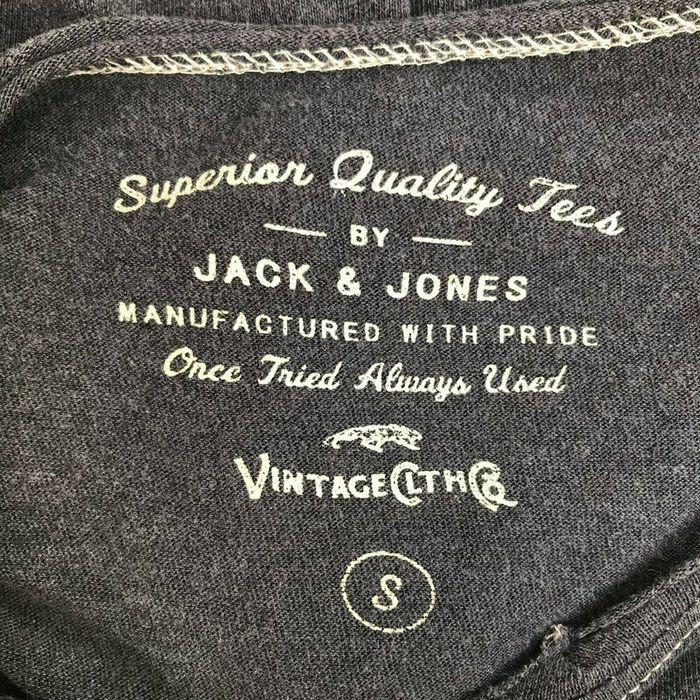 Superior Quality Tees
BY
JACK & JONES
MANUFACTURED WITH PRIDE
Once Tried Always Used
VINTAGE CLTH CO
S